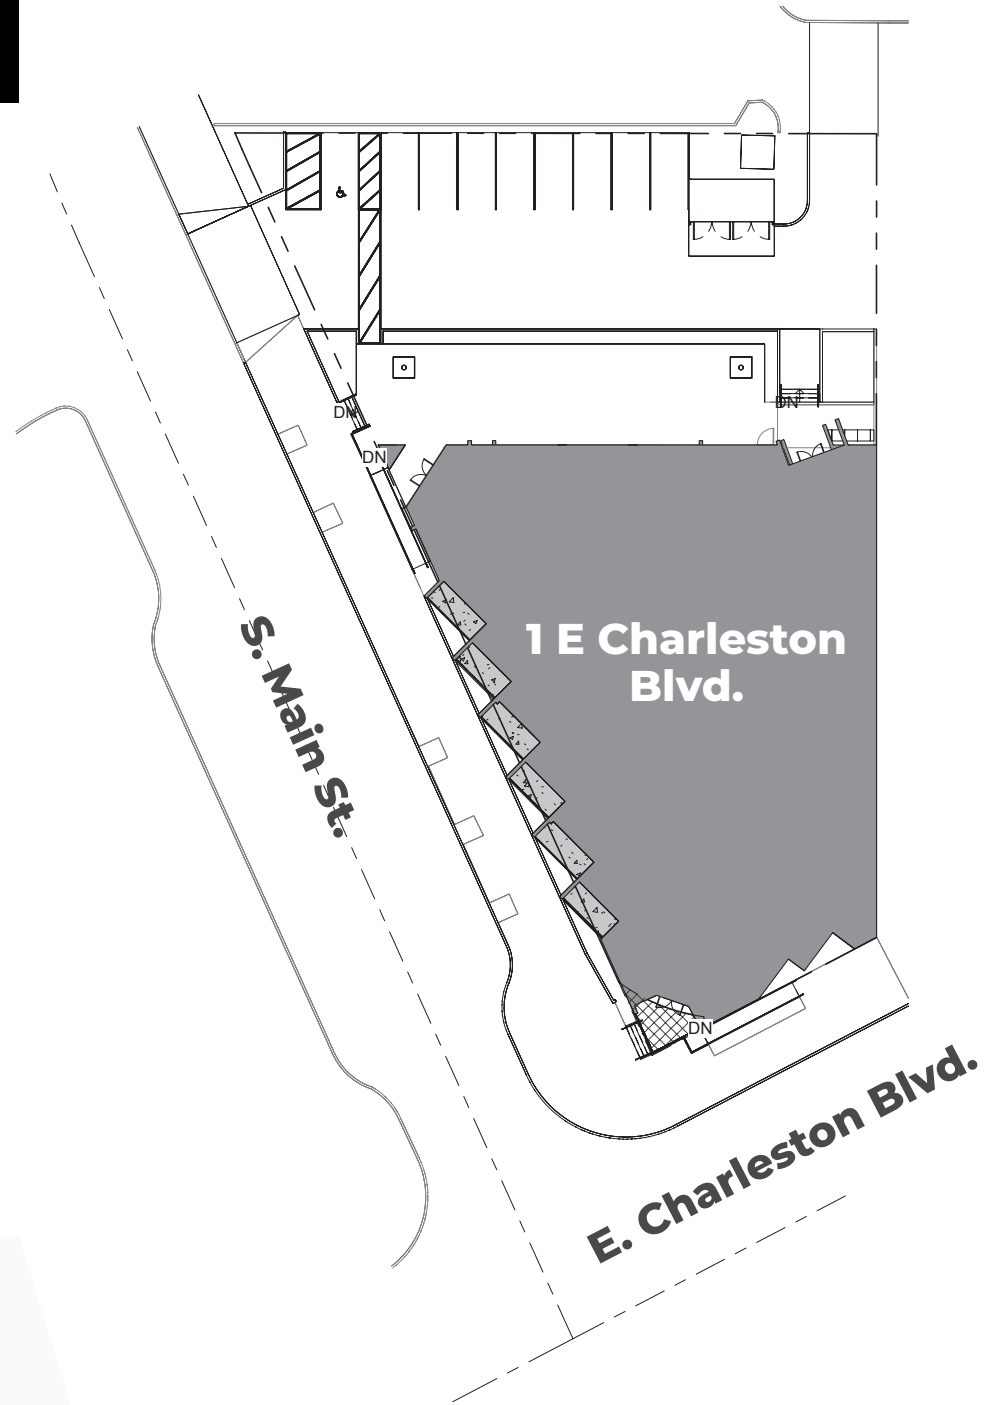 DN
DN
DN
1 E Charleston
Blvd.
S. Main St.
DN
E. Charleston Blvd.